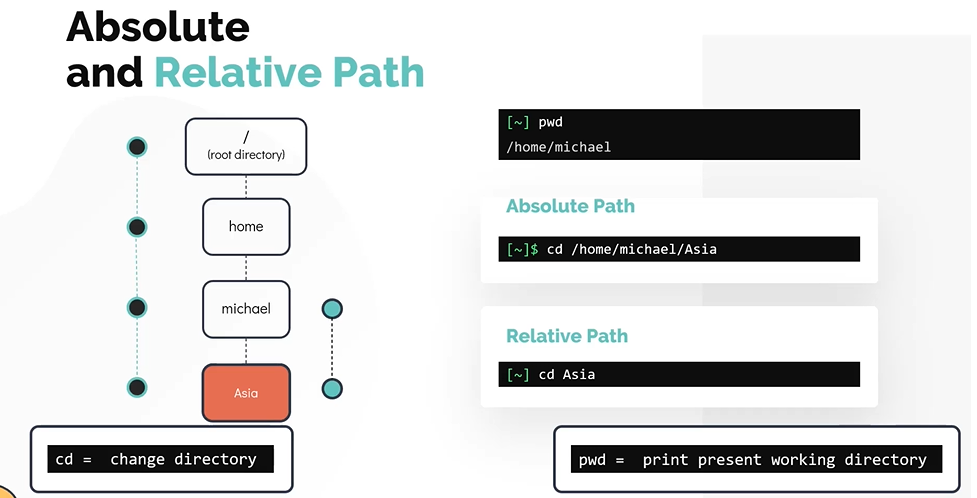 Absolute
and Relative Path
/
(root directory)
home
michael
Asia
cd =  change directory
[~] pwd
/home/michael
Absolute Path
[~]$ cd /home/michael/Asia
Relative Path
[~] cd Asia
pwd =  print present working directory